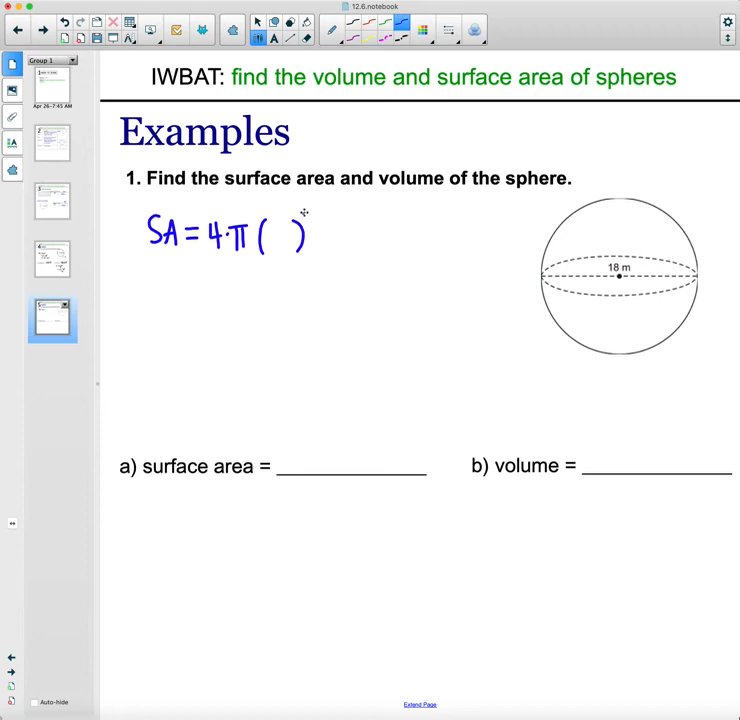 12.6.notebook
Group 1
Apr 26–7:45 AM
IWBAT: find the volume and surface area of spheres
Examples
1. Find the surface area and volume of the sphere.
SA = 4·π ( )
18 m
a) surface area = ____________
b) volume = ____________
Auto-hide
Extend Page